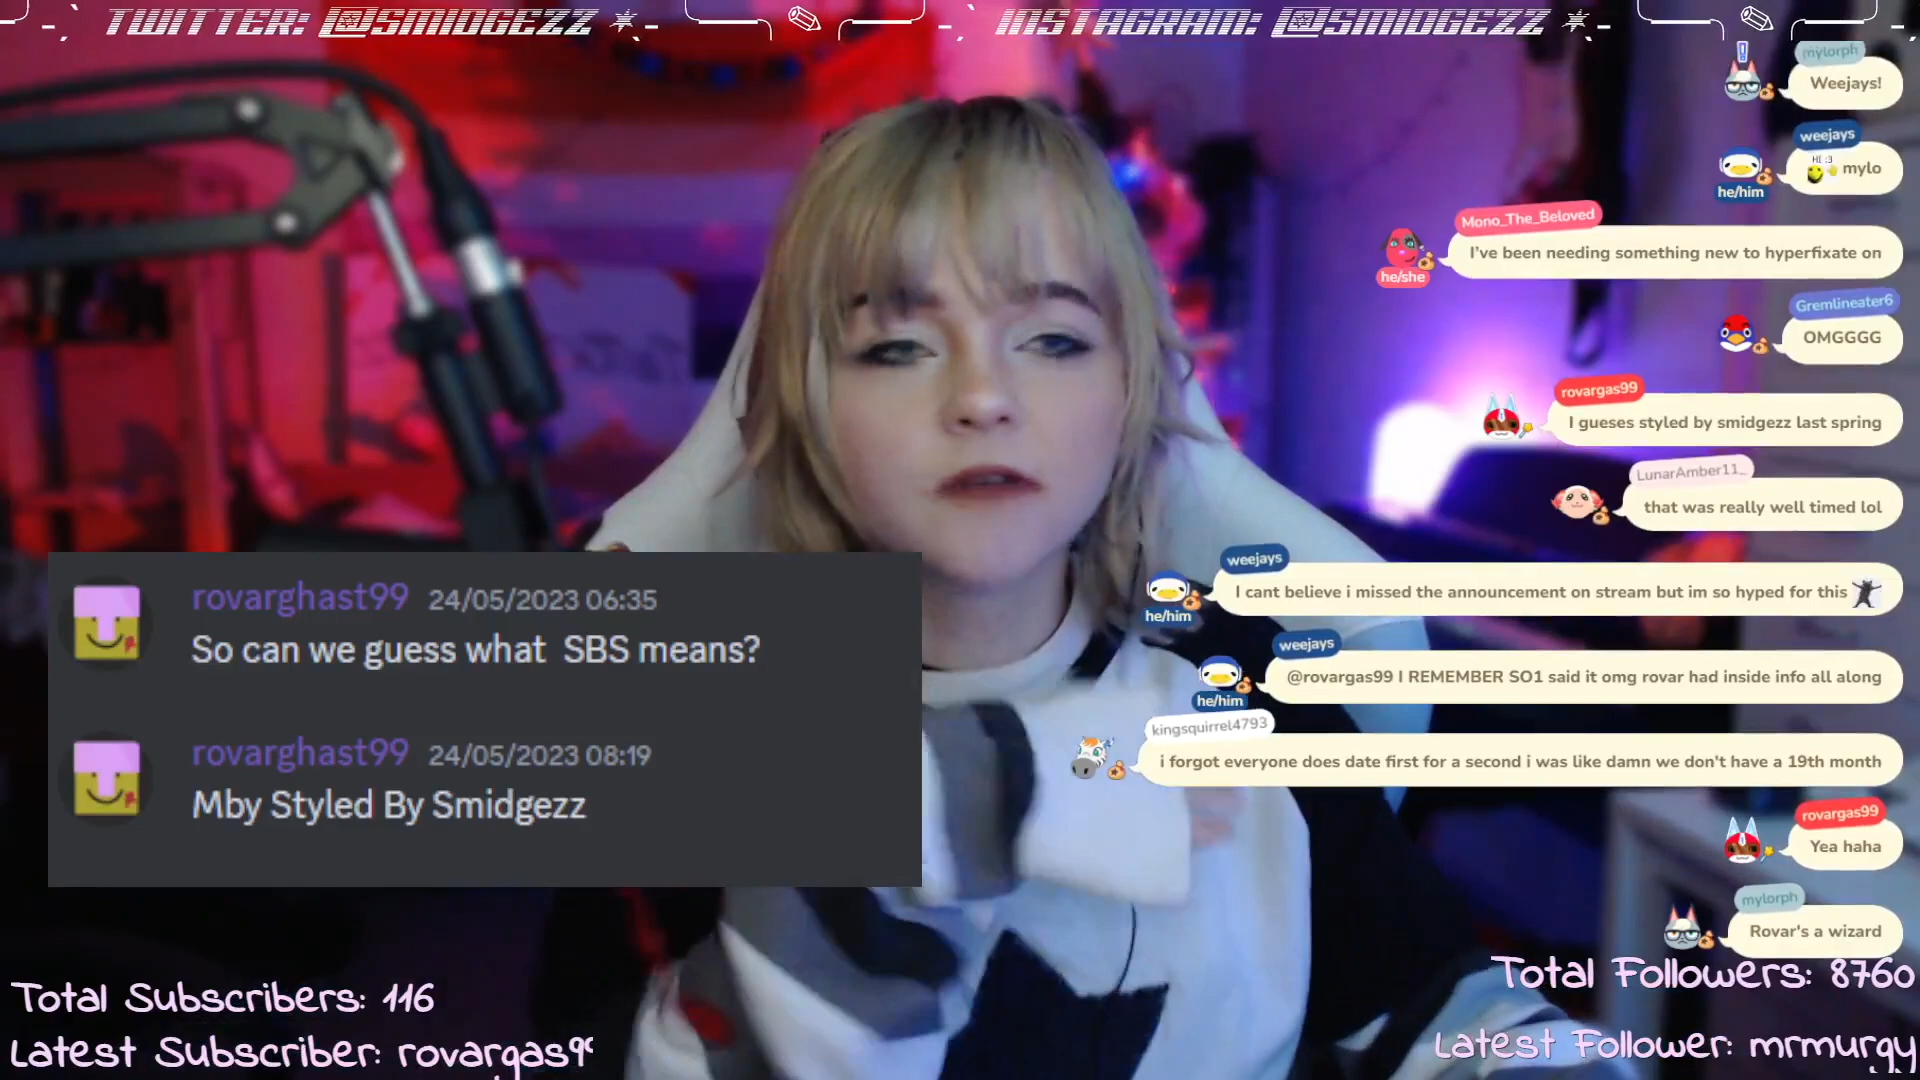 TWITTER: @SMIDGEZZ
INSTAGRAM: @SMIDGEZZ
mylorph
Weejays!
weejays
HI :3
mylo
he/him
Mono_The_Beloved
I've been needing something new to hyperfixate on
he/she
Gremlineater6
OMGGGG
rovargas99
I gueses styled by smidgezz last spring
LunarAmber11_
that was really well timed lol
weejays
I cant believe i missed the announcement on stream but im so hyped for this
he/him
weejays
@rovargas99 I REMEMBER SO1 said it omg rovar had inside info all along
he/him
kingsquirrel4793
i forgot everyone does date first for a second i was like damn we don't have a 19th month
rovargas99
Yea haha
mylorph
Rovar's a wizard
rovarghast99 24/05/2023 06:35
So can we guess what SBS means?
rovarghast99 24/05/2023 08:19
Mby Styled By Smidgezz
Total Subscribers: 116
Latest Subscriber: rovargas99
Total Followers: 8760
Latest Follower: mrmurgy